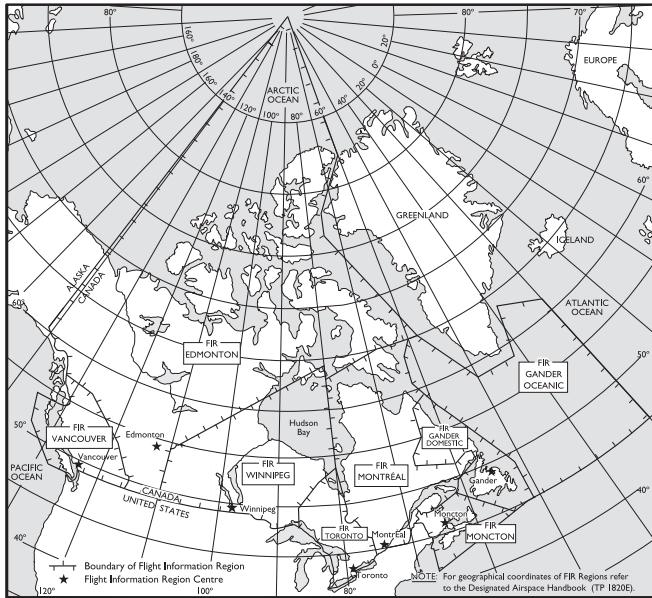 80°
80°
70°
160°
180°
160°
140°
120°
100°
80°
60°
40°
20°
0°
20°
EUROPE
ARCTIC
OCEAN
60°
GREENLAND
ICELAND
ALASKA
CANADA
60°
ATLANTIC
OCEAN
FIR
EDMONTON
50°
FIR
GANDER
OCEANIC
50°
FIR
VANCOUVER
Edmonton
Hudson
Bay
FIR
GANDER
DOMESTIC
Vancouver
PACIFIC
OCEAN
FIR
WINNIPEG
FIR
MONTRÉAL
Gander
40°
CANADA
UNITED STATES
Winnipeg
Moncton
FIR
TORONTO
Montréal
FIR
MONCTON
40°
Boundary of Flight Information Region
Flight Information Region Centre
Toronto
NOTE: For geographical coordinates of FIR Regions refer
to the Designated Airspace Handbook (TP 1820E).
120°
100°
80°